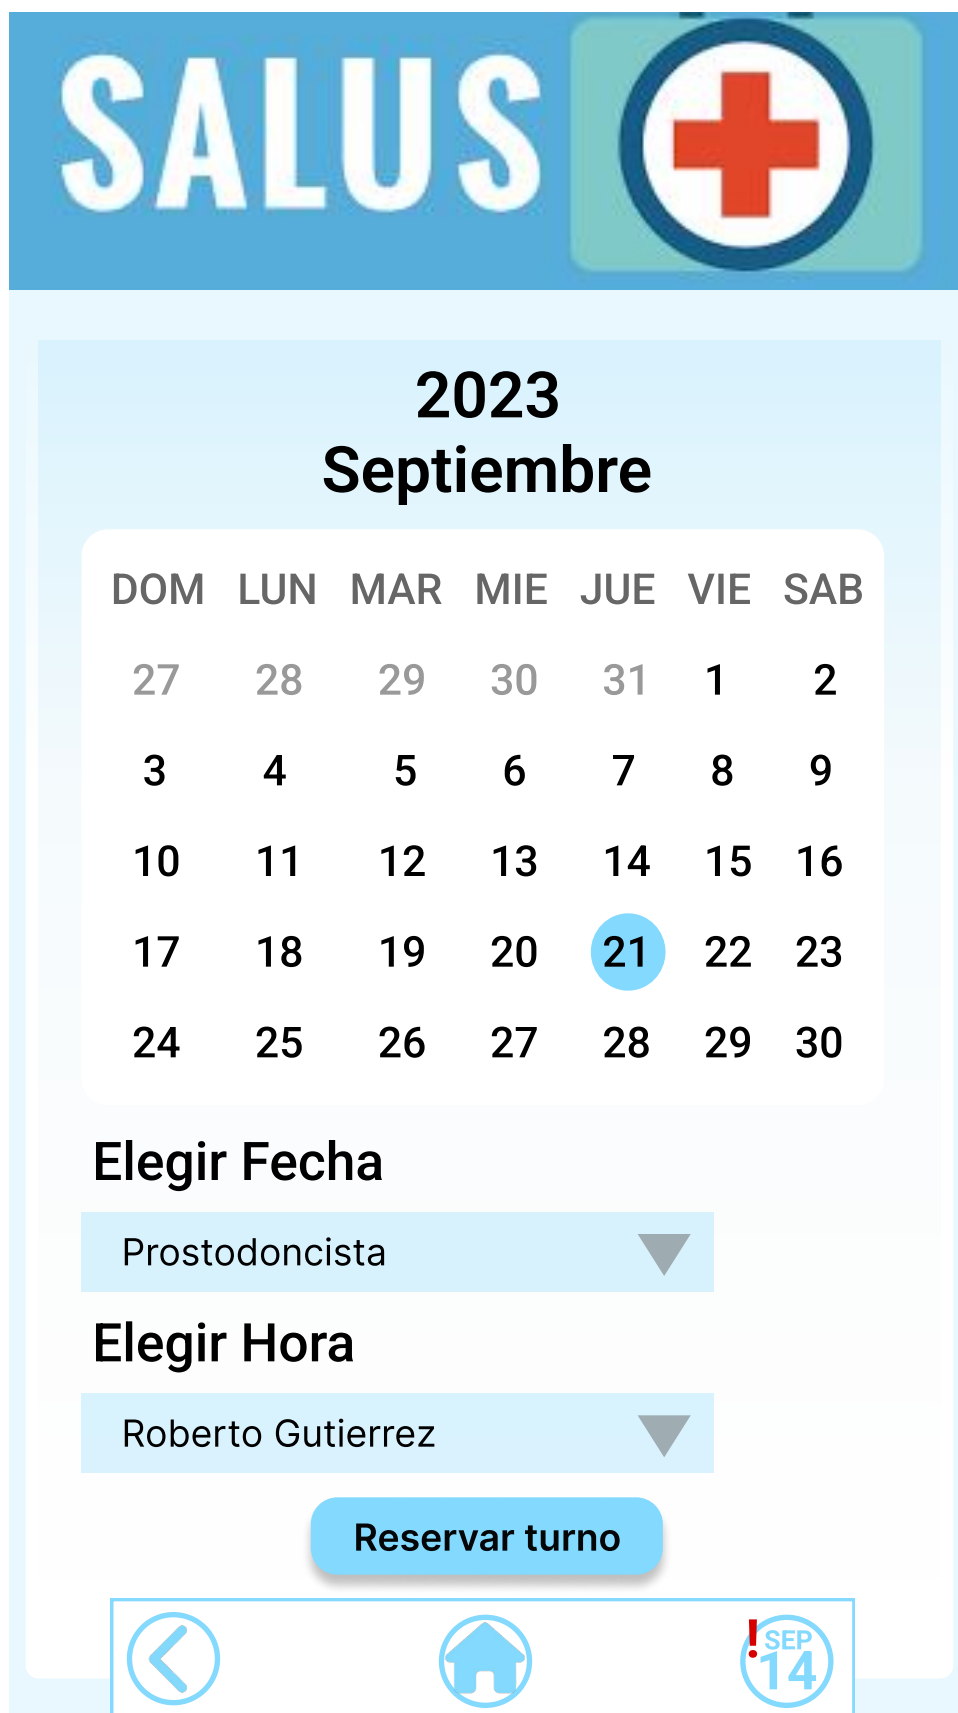 SALUS
2023
Septiembre
DOM LUN MAR MIE JUE VIE SAB
27 28 29 30 31 1 2
3 4 5 6 7 8 9
10 11 12 13 14 15 16
17 18 19 20 21 22 23
24 25 26 27 28 29 30
Elegir Fecha
Prostodoncista
Elegir Hora
Roberto Gutierrez
Reservar turno
! SEP
14